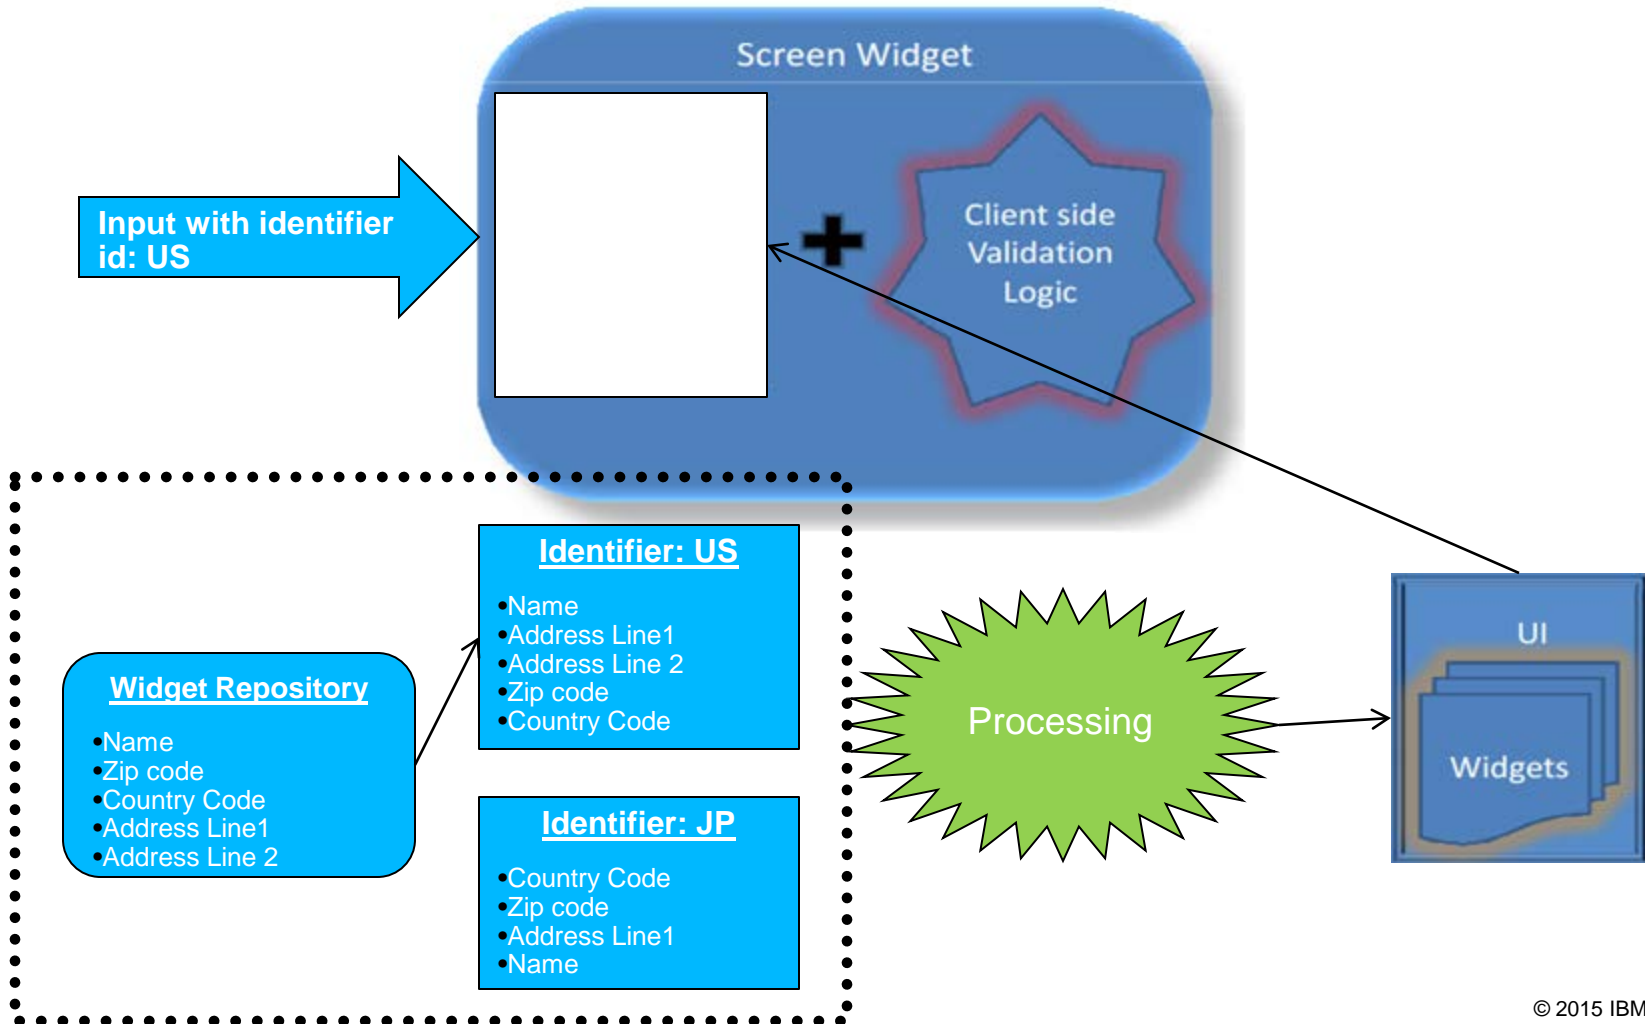 Screen Widget
Input with identifier
id: US
Client side
Validation
Logic
Identifier: US
•Name
•Address Line1
•Address Line 2
•Zip code
•Country Code
Widget Repository
•Name
•Zip code
•Country Code
•Address Line1
•Address Line 2
Identifier: JP
•Country Code
•Zip code
•Address Line1
•Name
Processing
UI
Widgets
© 2015 IBM